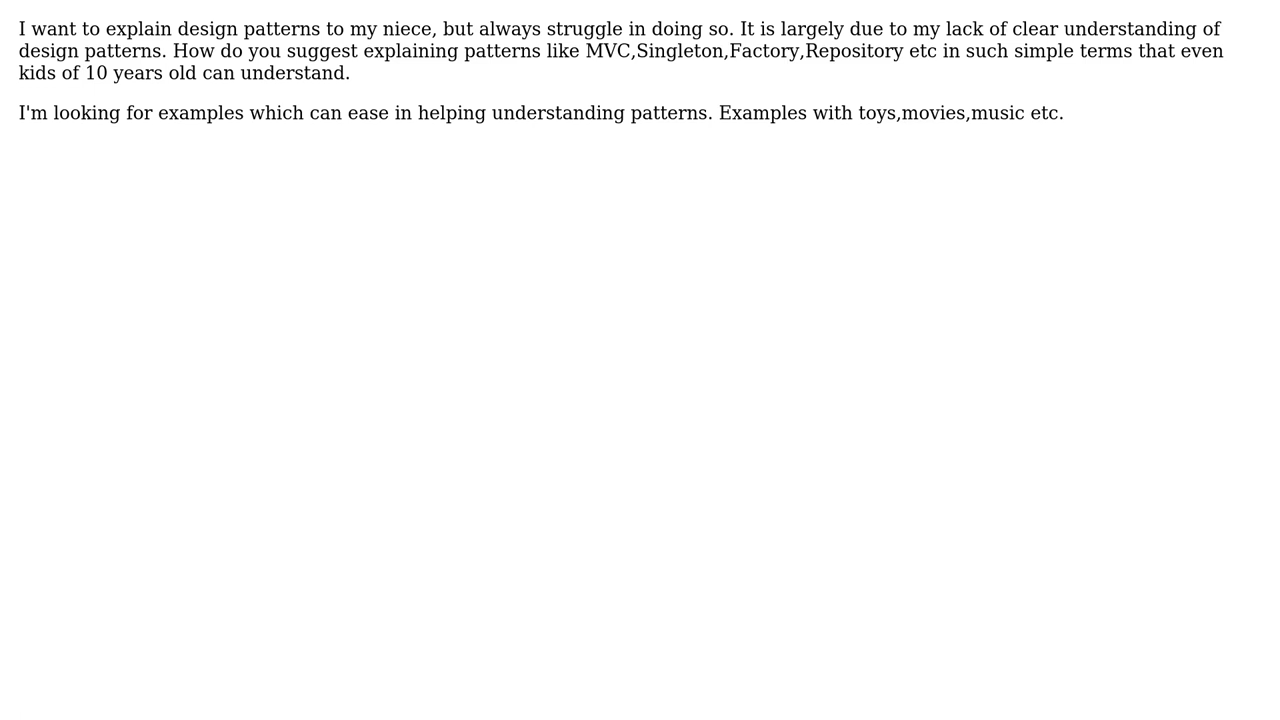 I want to explain design patterns to my niece, but always struggle in doing so. It is largely due to my lack of clear understanding of
design patterns. How do you suggest explaining patterns like MVC,Singleton,Factory,Repository etc in such simple terms that even
kids of 10 years old can understand.
I'm looking for examples which can ease in helping understanding patterns. Examples with toys,movies,music etc.